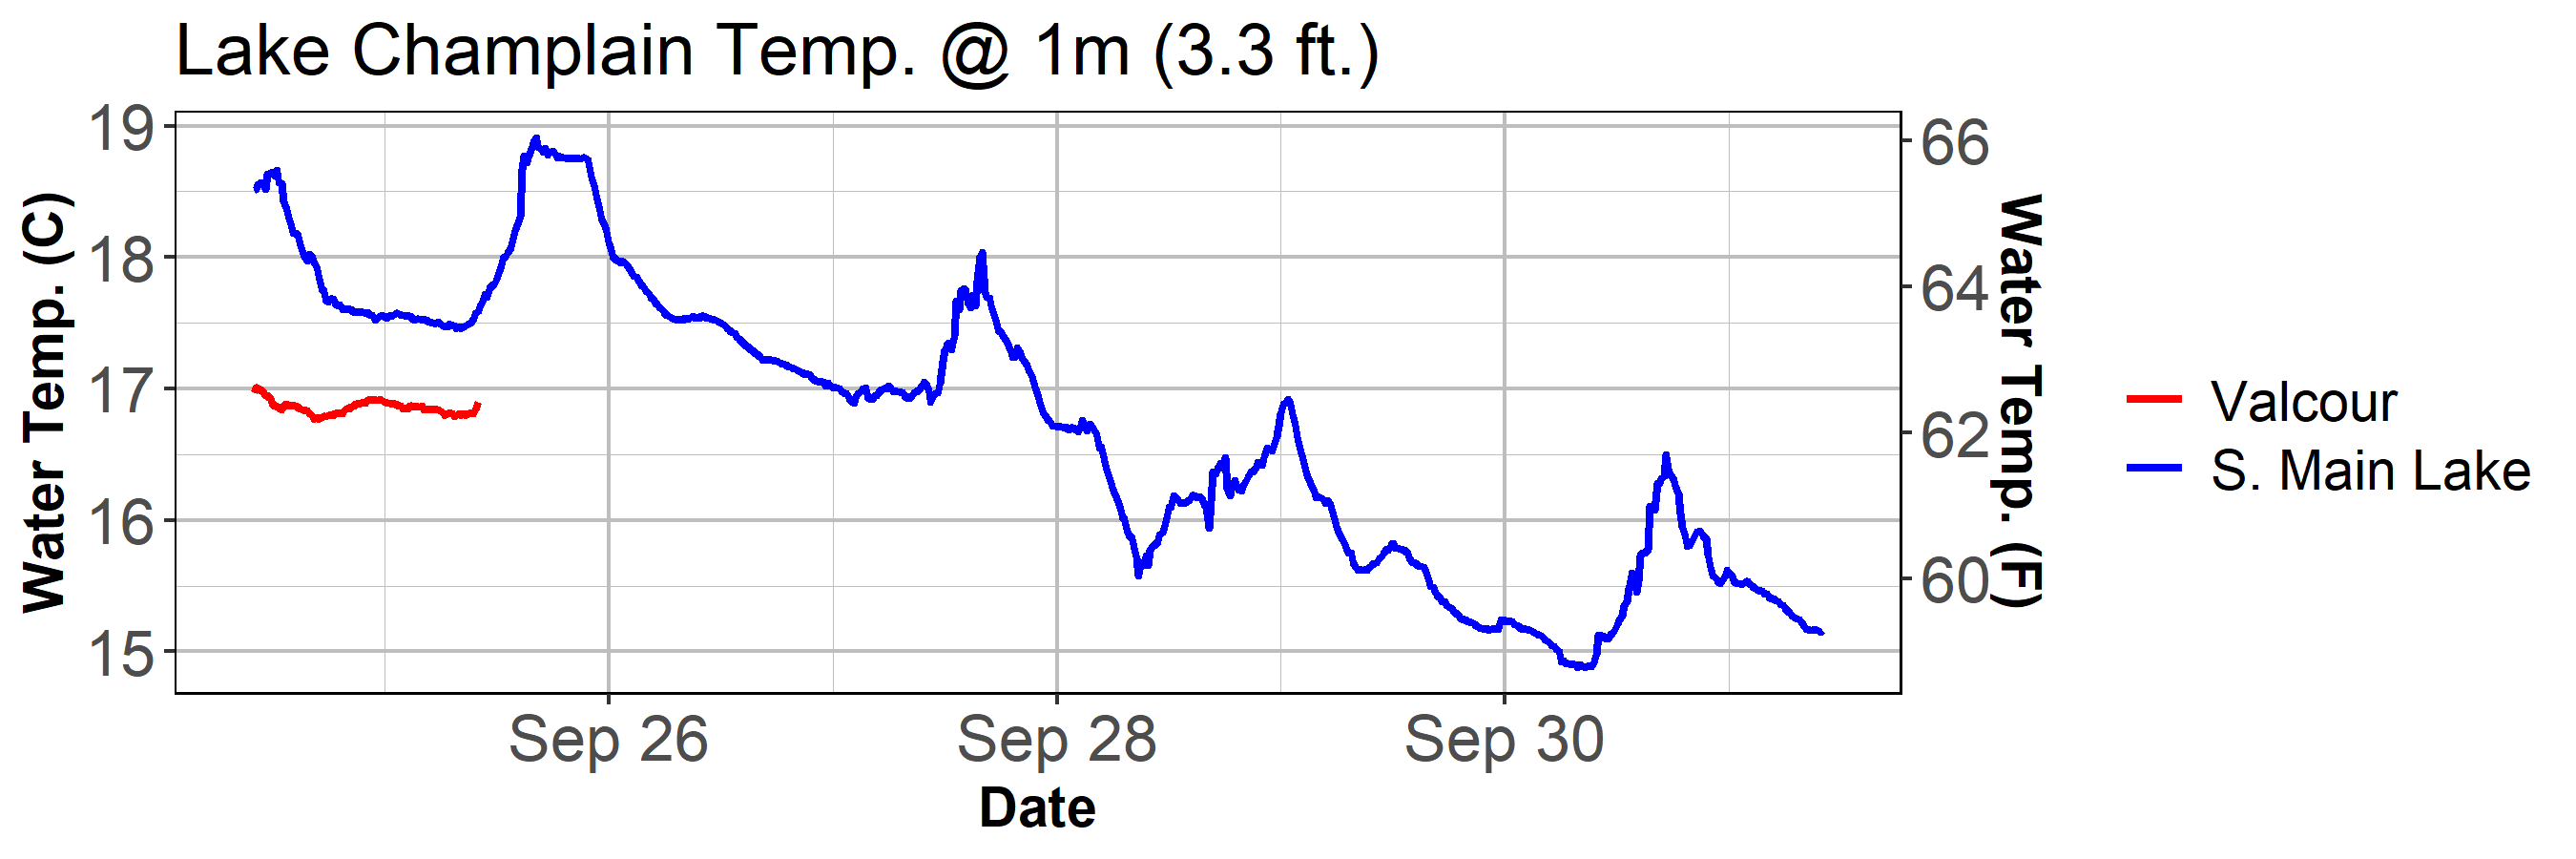 Lake Champlain Temp. @ 1m (3.3 ft.)
Water Temp. (C)
19
18
17
16
15
66
64
62
60
Water Temp. (F)
Sep 26
Sep 28
Sep 30
Date
Valcour
S. Main Lake